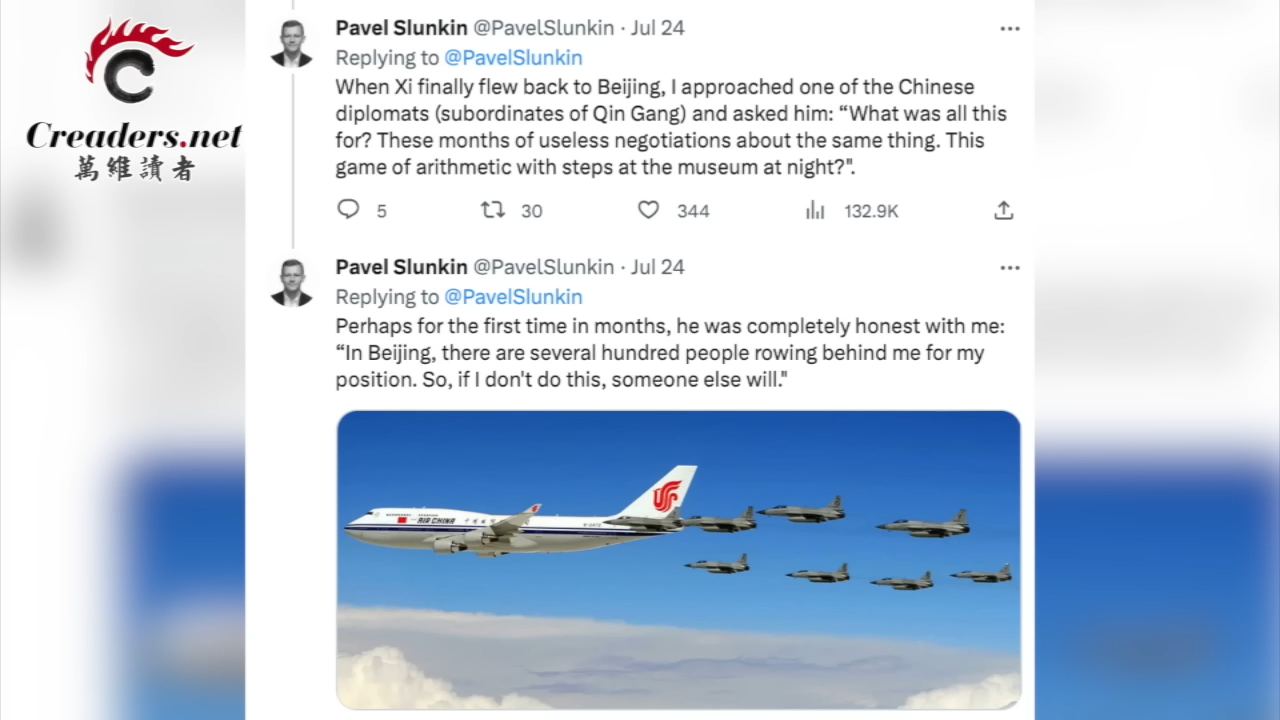 Creaders.net
萬維讀者
Pavel Slunkin @PavelSlunkin · Jul 24
Replying to @PavelSlunkin
When Xi finally flew back to Beijing, I approached one of the Chinese
diplomats (subordinates of Qin Gang) and asked him: “What was all this
for? These months of useless negotiations about the same thing. This
game of arithmetic with steps at the museum at night?".
5 30 344 132.9K
Pavel Slunkin @PavelSlunkin · Jul 24
Replying to @PavelSlunkin
Perhaps for the first time in months, he was completely honest with me:
“In Beijing, there are several hundred people rowing behind me for my
position. So, if I don't do this, someone else will."
AIR CHINA